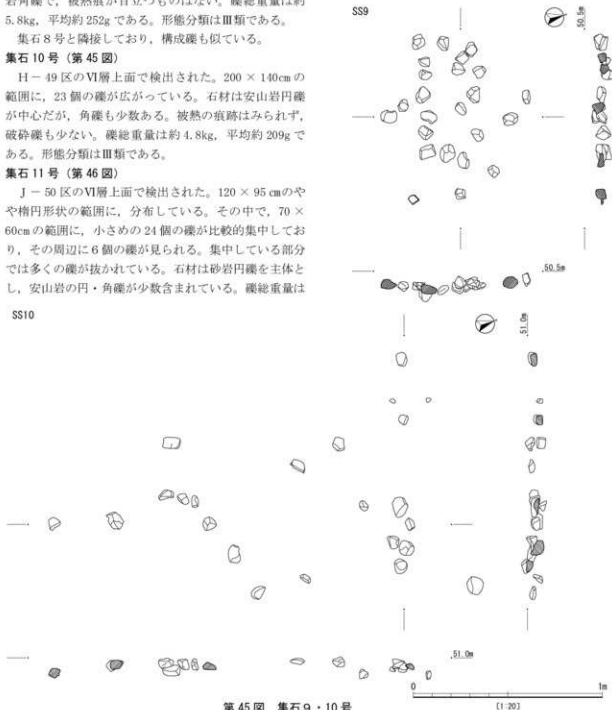 岩角礫で，被熱痕が目立つものはない。礫総重量は約
5.8kg，平均約252gである。形態分類はⅢ類である。
　集石8号と隣接しており，構成礫も似ている。
集石10号（第45図）
　H－49区のⅥ層上面で検出された。200×140㎝の
範囲に，23個の礫が広がっている。石材は安山岩円礫
が中心だが，角礫も少数ある。被熱の痕跡はみられず，
破砕礫も少ない。礫総重量は約4.8kg，平均約209gで
ある。形態分類はⅢ類である。
集石11号（第46図）
　J－50区のⅥ層上面で検出された。120×95㎝のや
や楕円形状の範囲に，分布している。その中で，70×
60㎝の範囲に，小さめの24個の礫が比較的集中してお
り，その周辺に6個の礫が見られる。集中している部分
では多くの礫が抜かれている。石材は砂岩円礫を主体と
し，安山岩の円・角礫が少数含まれている。礫総重量は
SS9
50.5m
50.5m
SS10
51.0m
51.0m
0
1m
[1:20]
第45図　集石9・10号